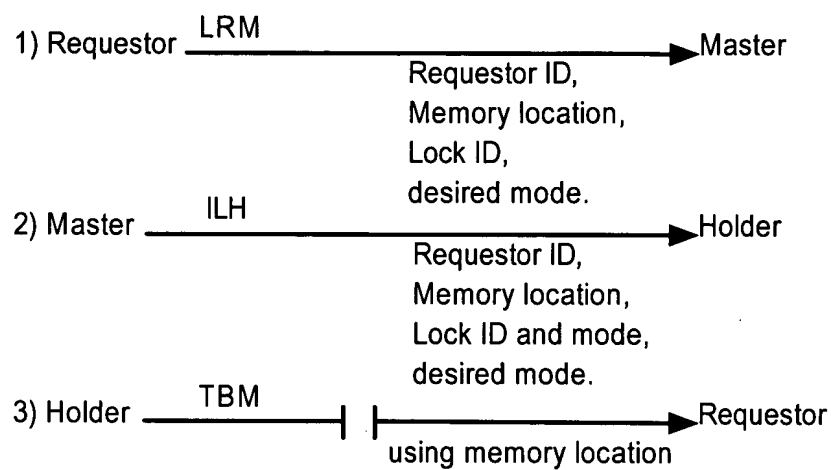 1) Requestor LRM Master
Requestor ID,
Memory location,
Lock ID,
desired mode.
2) Master ILH Holder
Requestor ID,
Memory location,
Lock ID and mode,
desired mode.
3) Holder TBM Requestor
using memory location